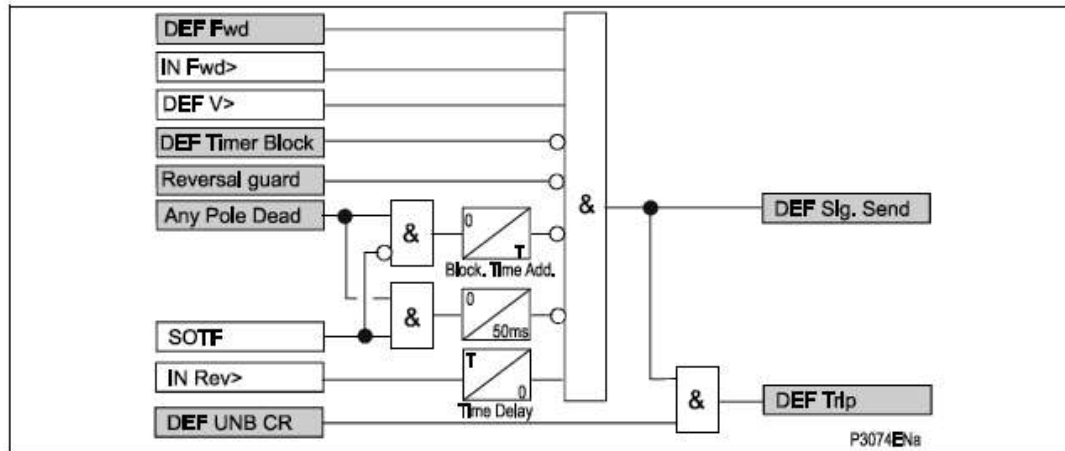 DEF Fwd
IN Fwd>
DEF V>
DEF Timer Block
Reversal guard
Any Pole Dead
&
0
T
Block. Time Add.
&
DEF Sig. Send
&
0
50ms
SOTF
IN Rev>
T
0
Time Delay
DEF UNB CR
&
DEF Trip
P3074ENa